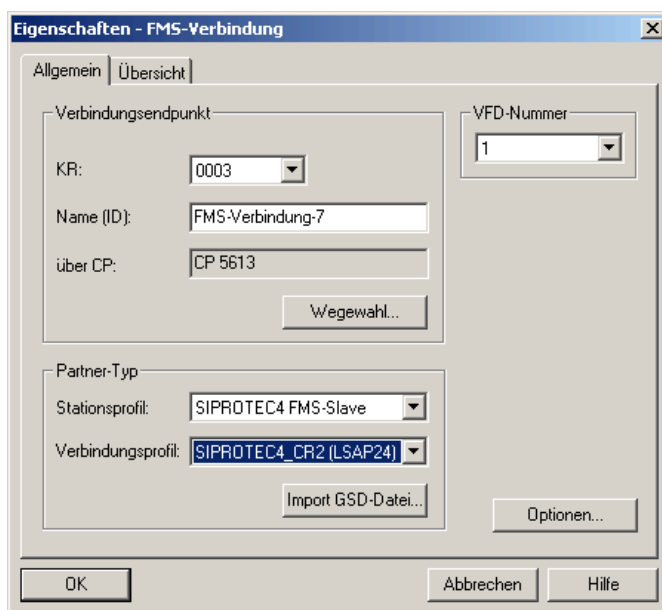 Eigenschaften - FMS-Verbindung
Allgemein
Übersicht
Verbindungsendpunkt
KR:
0003
Name (ID):
FMS-Verbindung-7
über CP:
CP 5613
Wegewahl...
VFD-Nummer
1
Partner-Typ
Stationsprofil:
SIPROTEC4 FMS-Slave
Verbindungsprofil:
SIPROTEC4_CR2 (LSAP24)
Import GSD-Datei...
Optionen...
OK
Abbrechen
Hilfe